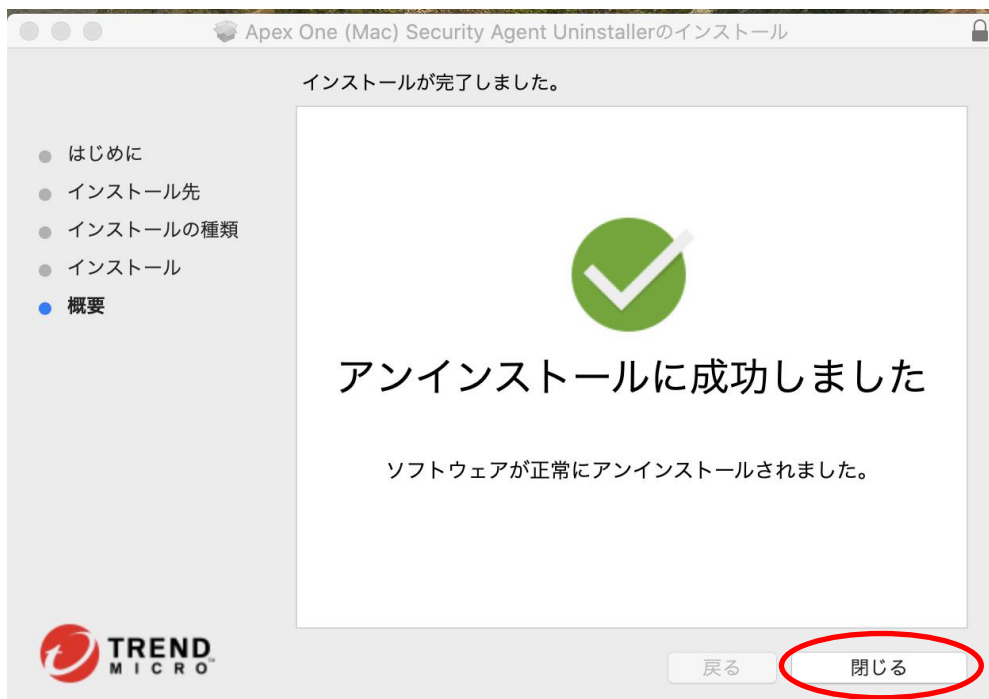 Apex One (Mac) Security Agent Uninstallerのインストール
インストールが完了しました。
はじめに
インストール先
インストールの種類
インストール
概要
アンインストールに成功しました
ソフトウェアが正常にアンインストールされました。
TREND
MICRO™
戻る
閉じる